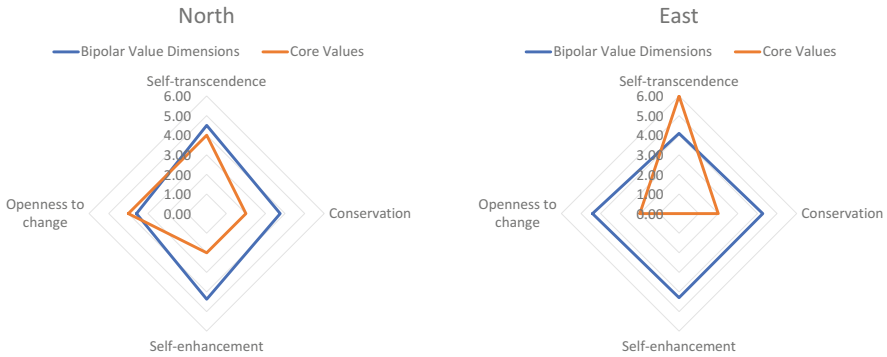 North
Bipolar Value Dimensions
Core Values
Self-transcendence
6.00
5.00
4.00
3.00
2.00
1.00
0.00
Openness to
change
Conservation
Self-enhancement
East
Bipolar Value Dimensions
Core Values
Self-transcendence
6.00
5.00
4.00
3.00
2.00
1.00
0.00
Openness to
change
Conservation
Self-enhancement